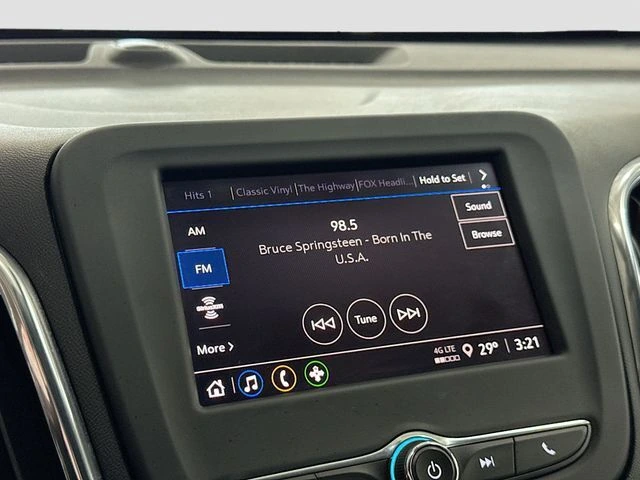 Hits 1 | Classic Vinyl | The Highway | FOX Headli... Hold to Set
AM
98.5
Sound
Bruce Springsteen - Born In The
U.S.A.
Browse
FM
SiriusXM
Tune
More
4G LTE 29° 3:21